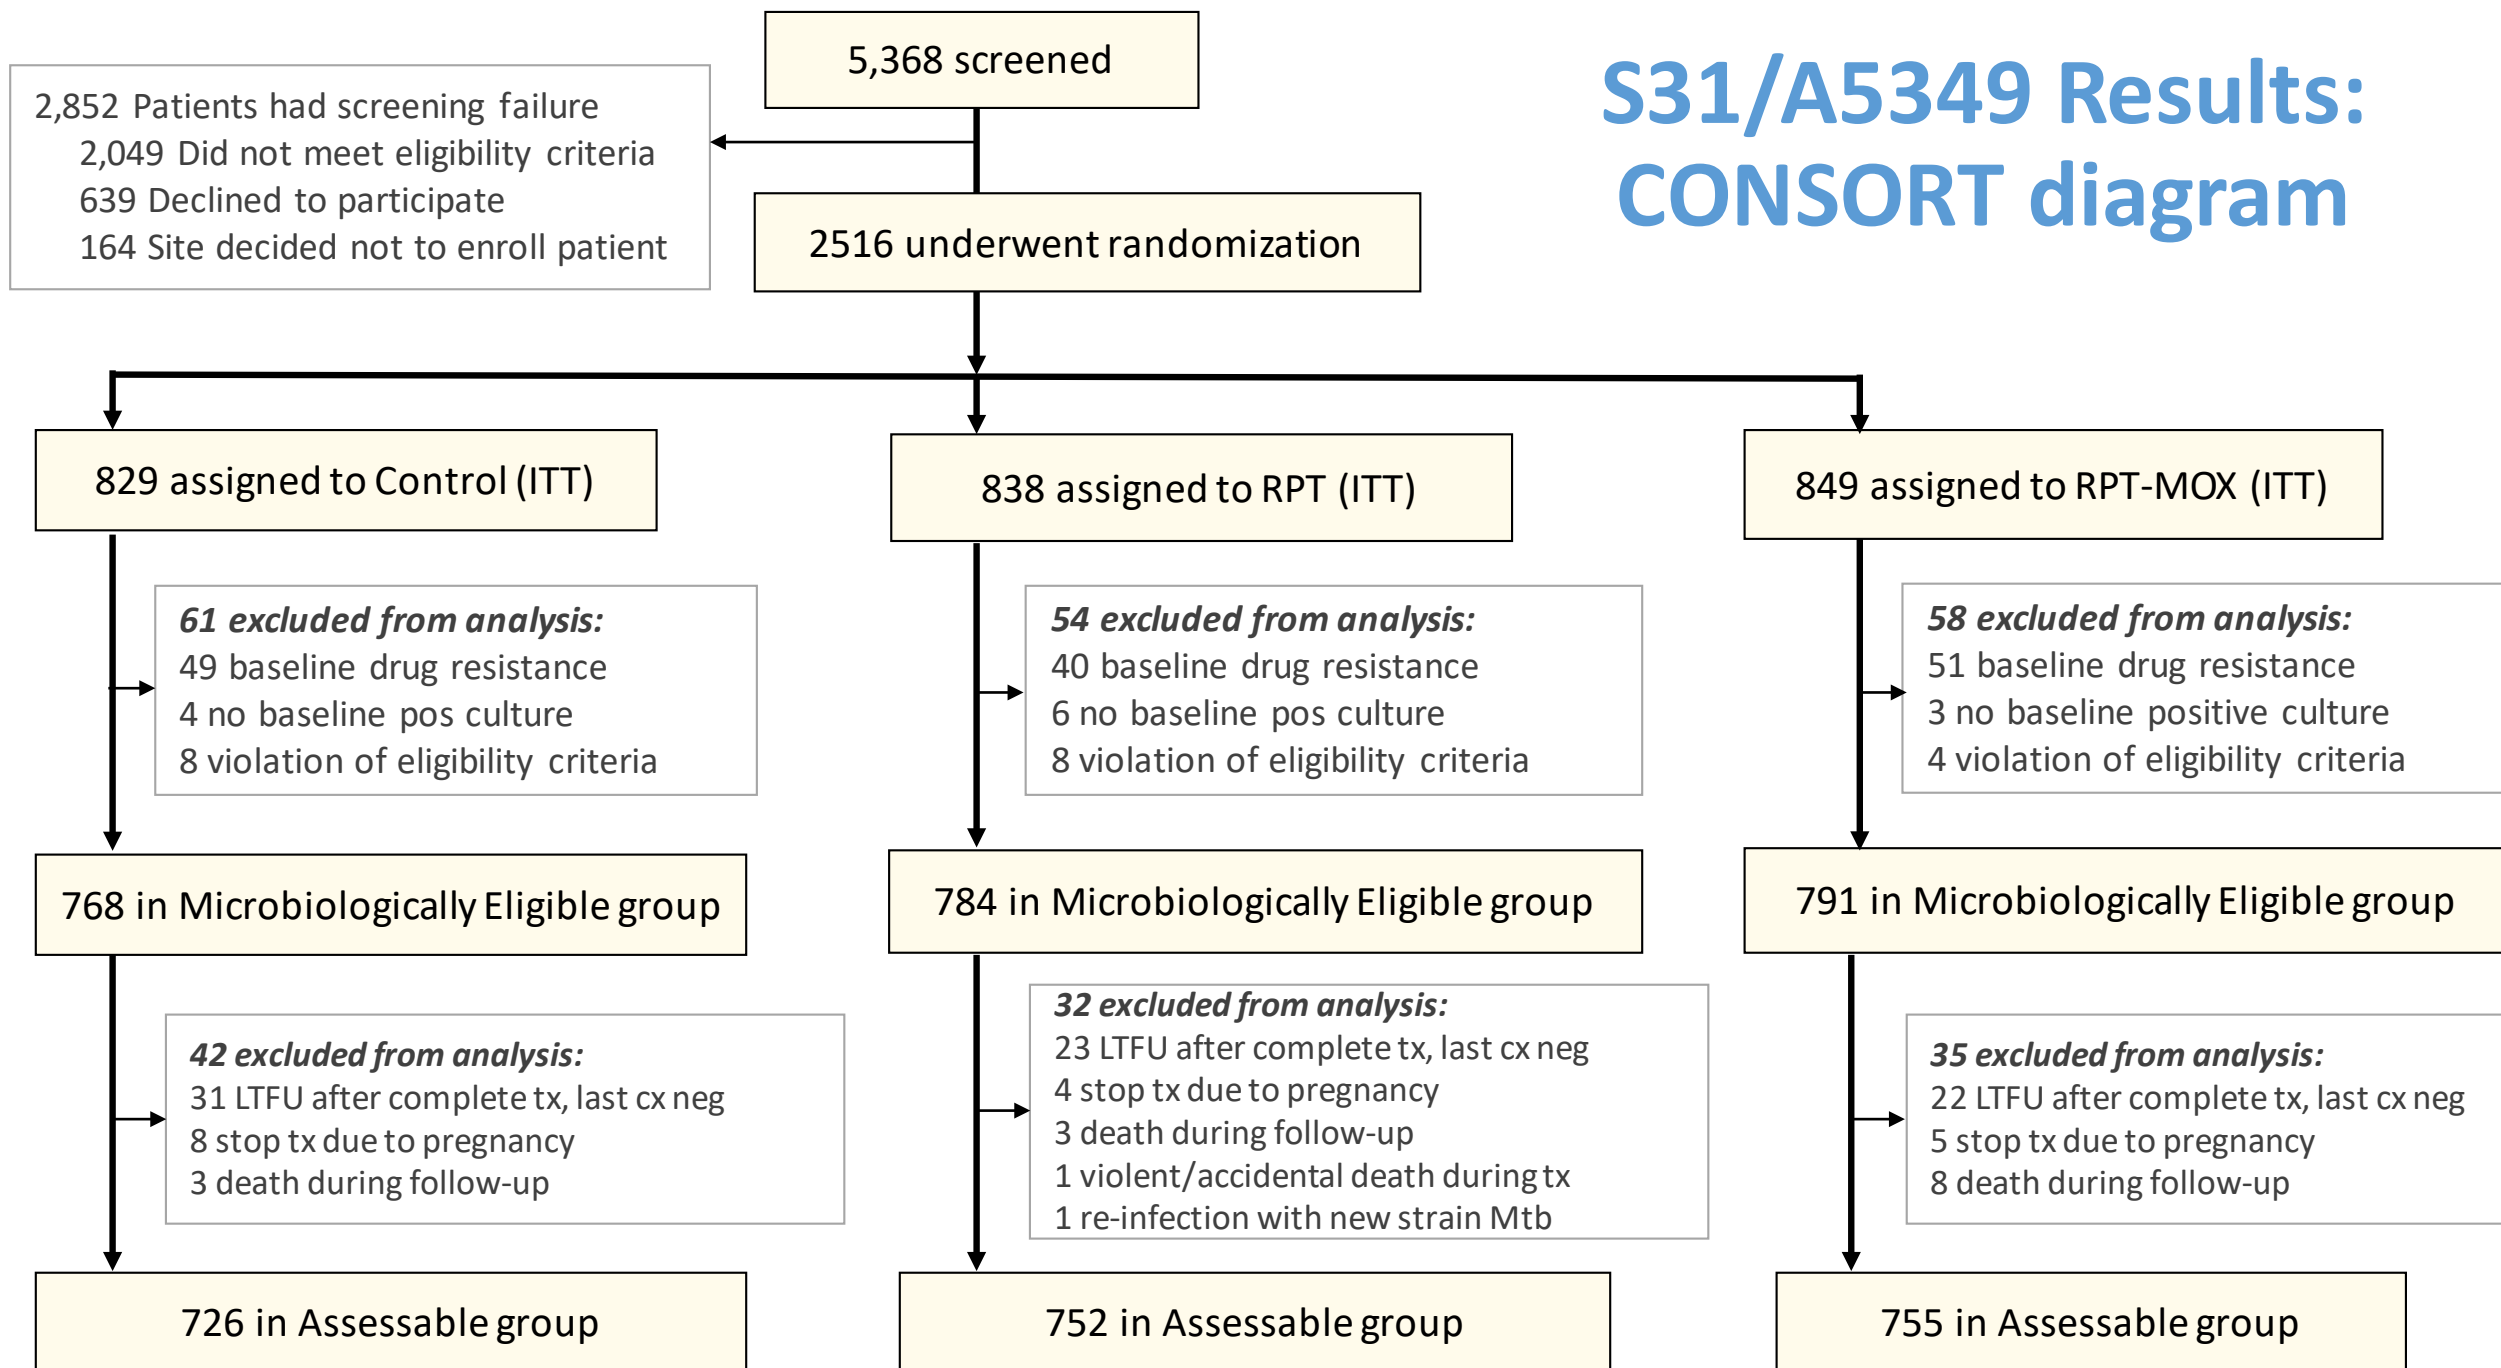 S31/A5349 Results:
CONSORT diagram
5,368 screened
2,852 Patients had screening failure
2,049 Did not meet eligibility criteria
639 Declined to participate
164 Site decided not to enroll patient
2516 underwent randomization
829 assigned to Control (ITT)
838 assigned to RPT (ITT)
849 assigned to RPT-MOX (ITT)
61 excluded from analysis:
49 baseline drug resistance
4 no baseline pos culture
8 violation of eligibility criteria
54 excluded from analysis:
40 baseline drug resistance
6 no baseline pos culture
8 violation of eligibility criteria
58 excluded from analysis:
51 baseline drug resistance
3 no baseline positive culture
4 violation of eligibility criteria
768 in Microbiologically Eligible group
784 in Microbiologically Eligible group
791 in Microbiologically Eligible group
42 excluded from analysis:
31 LTFU after complete tx, last cx neg
8 stop tx due to pregnancy
3 death during follow-up
32 excluded from analysis:
23 LTFU after complete tx, last cx neg
4 stop tx due to pregnancy
3 death during follow-up
1 violent/accidental death during tx
1 re-infection with new strain Mtb
35 excluded from analysis:
22 LTFU after complete tx, last cx neg
5 stop tx due to pregnancy
8 death during follow-up
726 in Assessable group
752 in Assessable group
755 in Assessable group